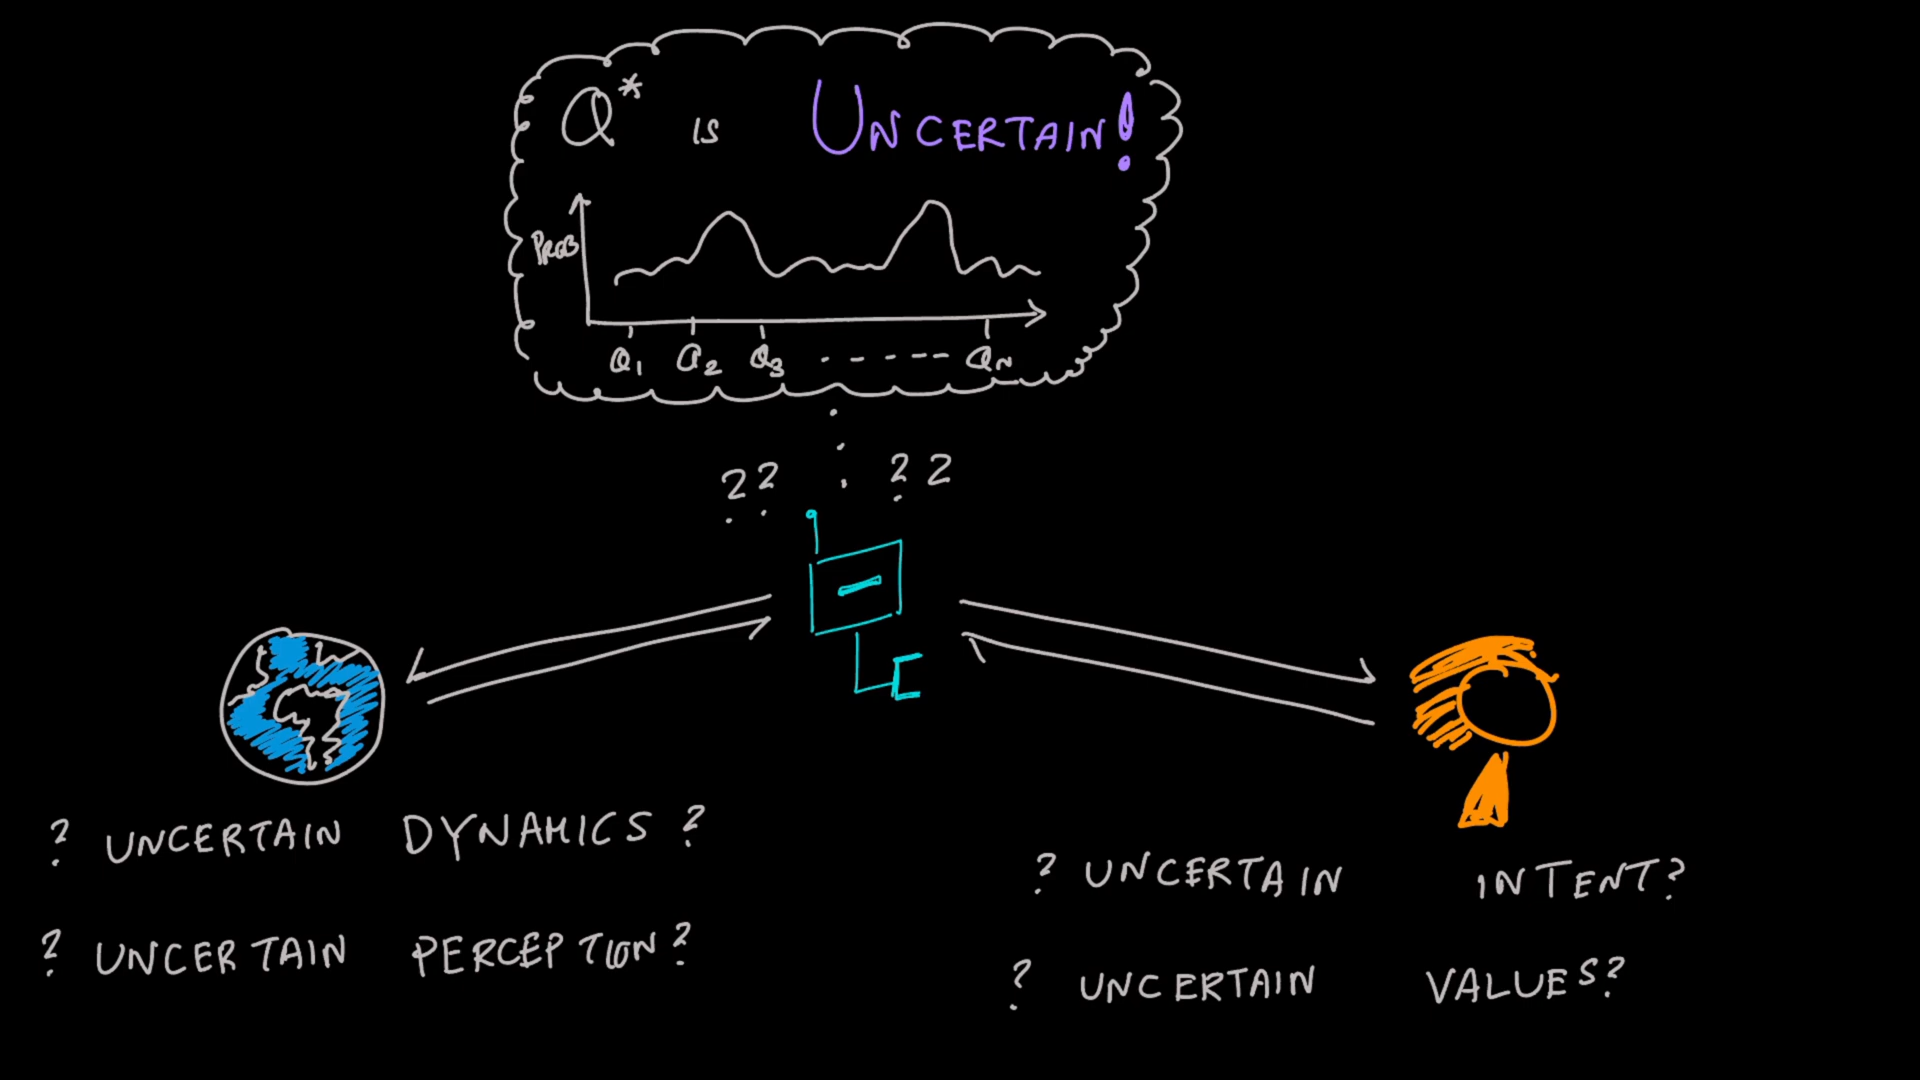 Q* IS UNCERTAIN!
PROB
Q1 Q2 Q3 ------ QN
?? ??
? UNCERTAIN DYNAMICS ?
? UNCERTAIN PERCEPTION?
? UNCERTAIN INTENT?
? UNCERTAIN VALUES?